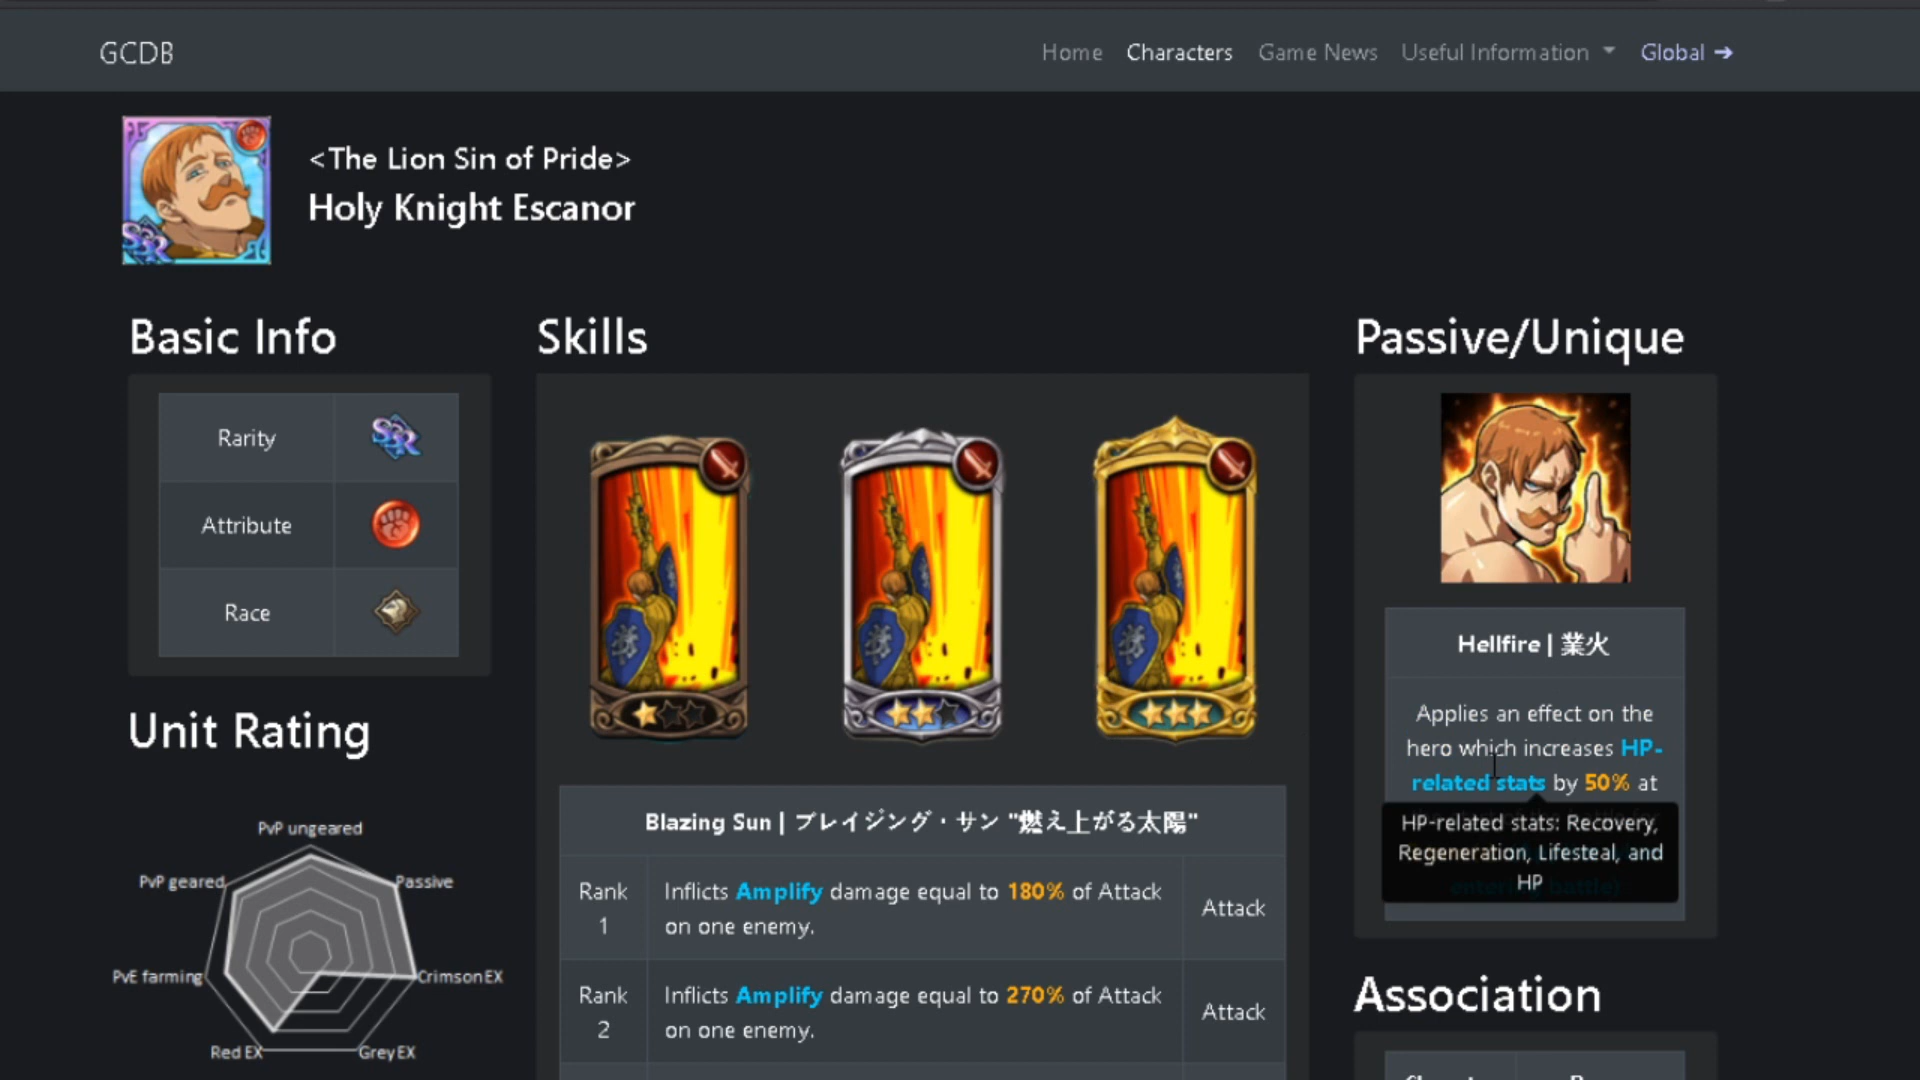 GCDB
Home Characters Game News Useful Information Global →
<The Lion Sin of Pride>
Holy Knight Escanor
SSR
Basic Info
Rarity
SSR
Attribute
Race
Unit Rating
PvP ungeared
PvP geared
Passive
PvE farming
Crimson EX
Red EX
Grey EX
Skills
Blazing Sun | ブレイジング・サン "燃え上がる太陽"
Rank
1
Inflicts Amplify damage equal to 180% of Attack
on one enemy.
Attack
Rank
2
Inflicts Amplify damage equal to 270% of Attack
on one enemy.
Attack
Passive/Unique
Hellfire | 業火
Applies an effect on the
hero which increases HP-
related stats by 50% at
HP-related stats: Recovery,
Regeneration, Lifesteal, and
HP
Association